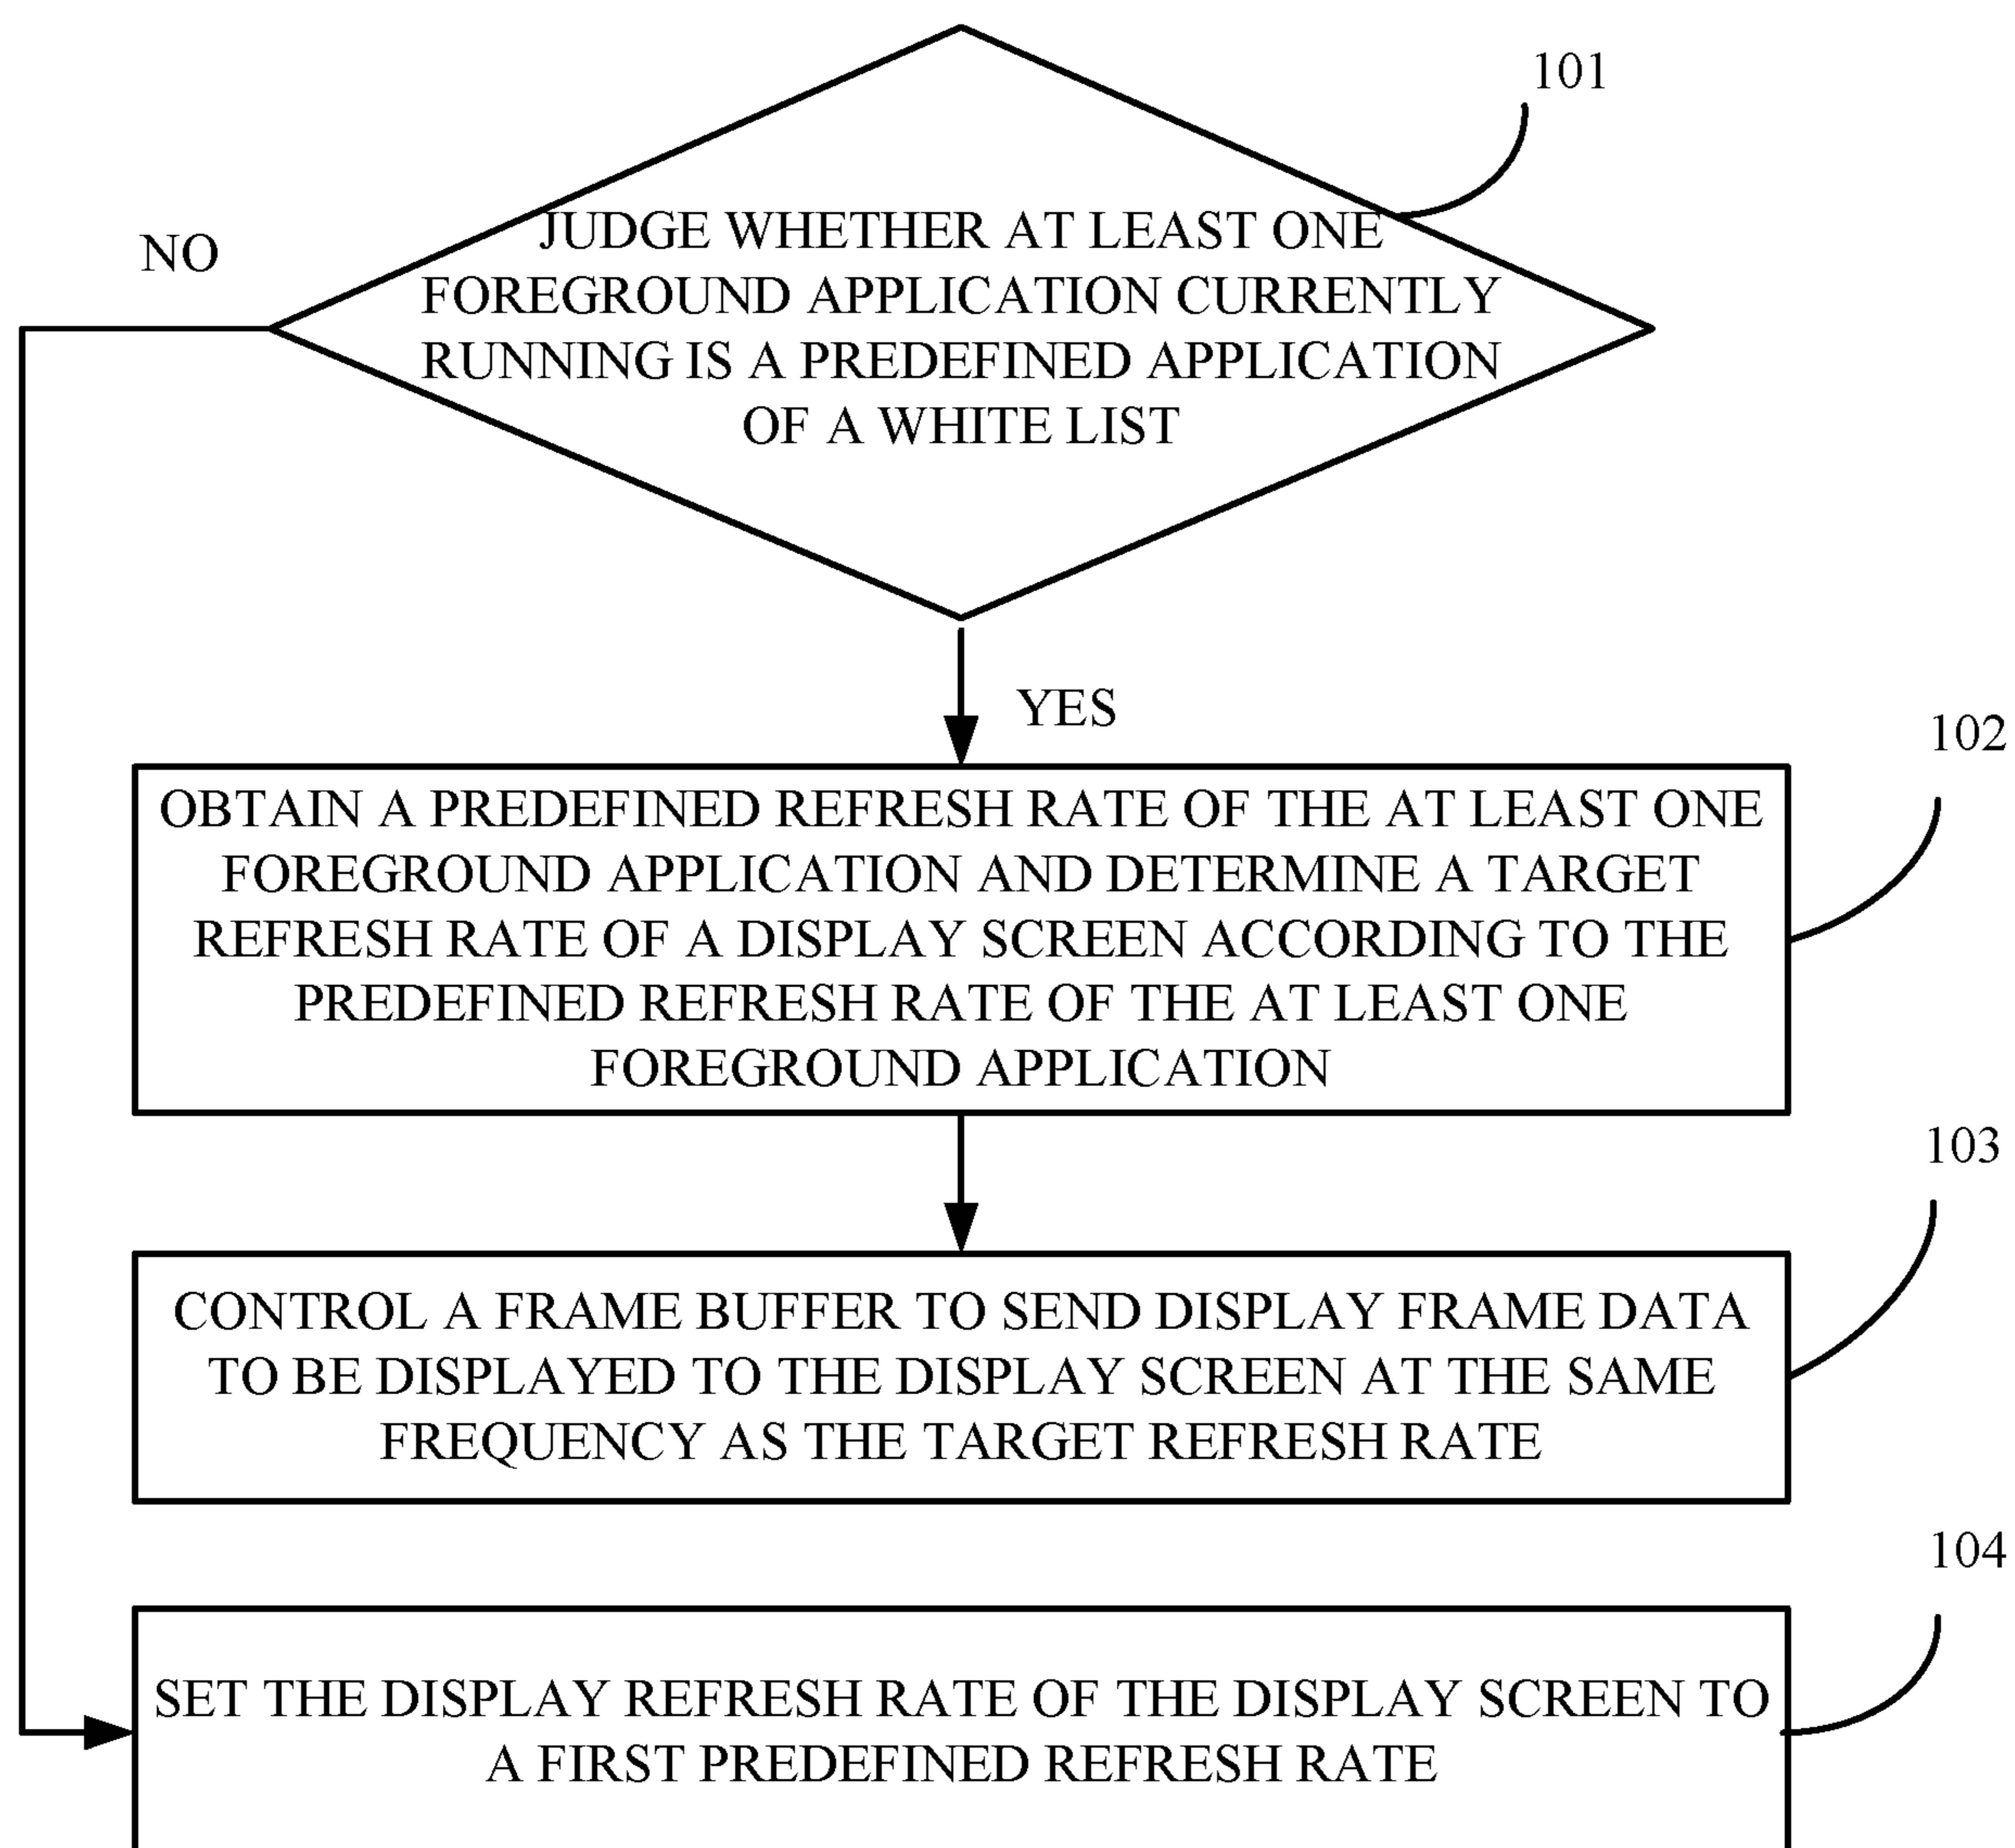 101
NO
JUDGE WHETHER AT LEAST ONE
FOREGROUND APPLICATION CURRENTLY
RUNNING IS A PREDEFINED APPLICATION
OF A WHITE LIST
YES
102
OBTAIN A PREDEFINED REFRESH RATE OF THE AT LEAST ONE
FOREGROUND APPLICATION AND DETERMINE A TARGET
REFRESH RATE OF A DISPLAY SCREEN ACCORDING TO THE
PREDEFINED REFRESH RATE OF THE AT LEAST ONE
FOREGROUND APPLICATION
103
CONTROL A FRAME BUFFER TO SEND DISPLAY FRAME DATA
TO BE DISPLAYED TO THE DISPLAY SCREEN AT THE SAME
FREQUENCY AS THE TARGET REFRESH RATE
104
SET THE DISPLAY REFRESH RATE OF THE DISPLAY SCREEN TO
A FIRST PREDEFINED REFRESH RATE